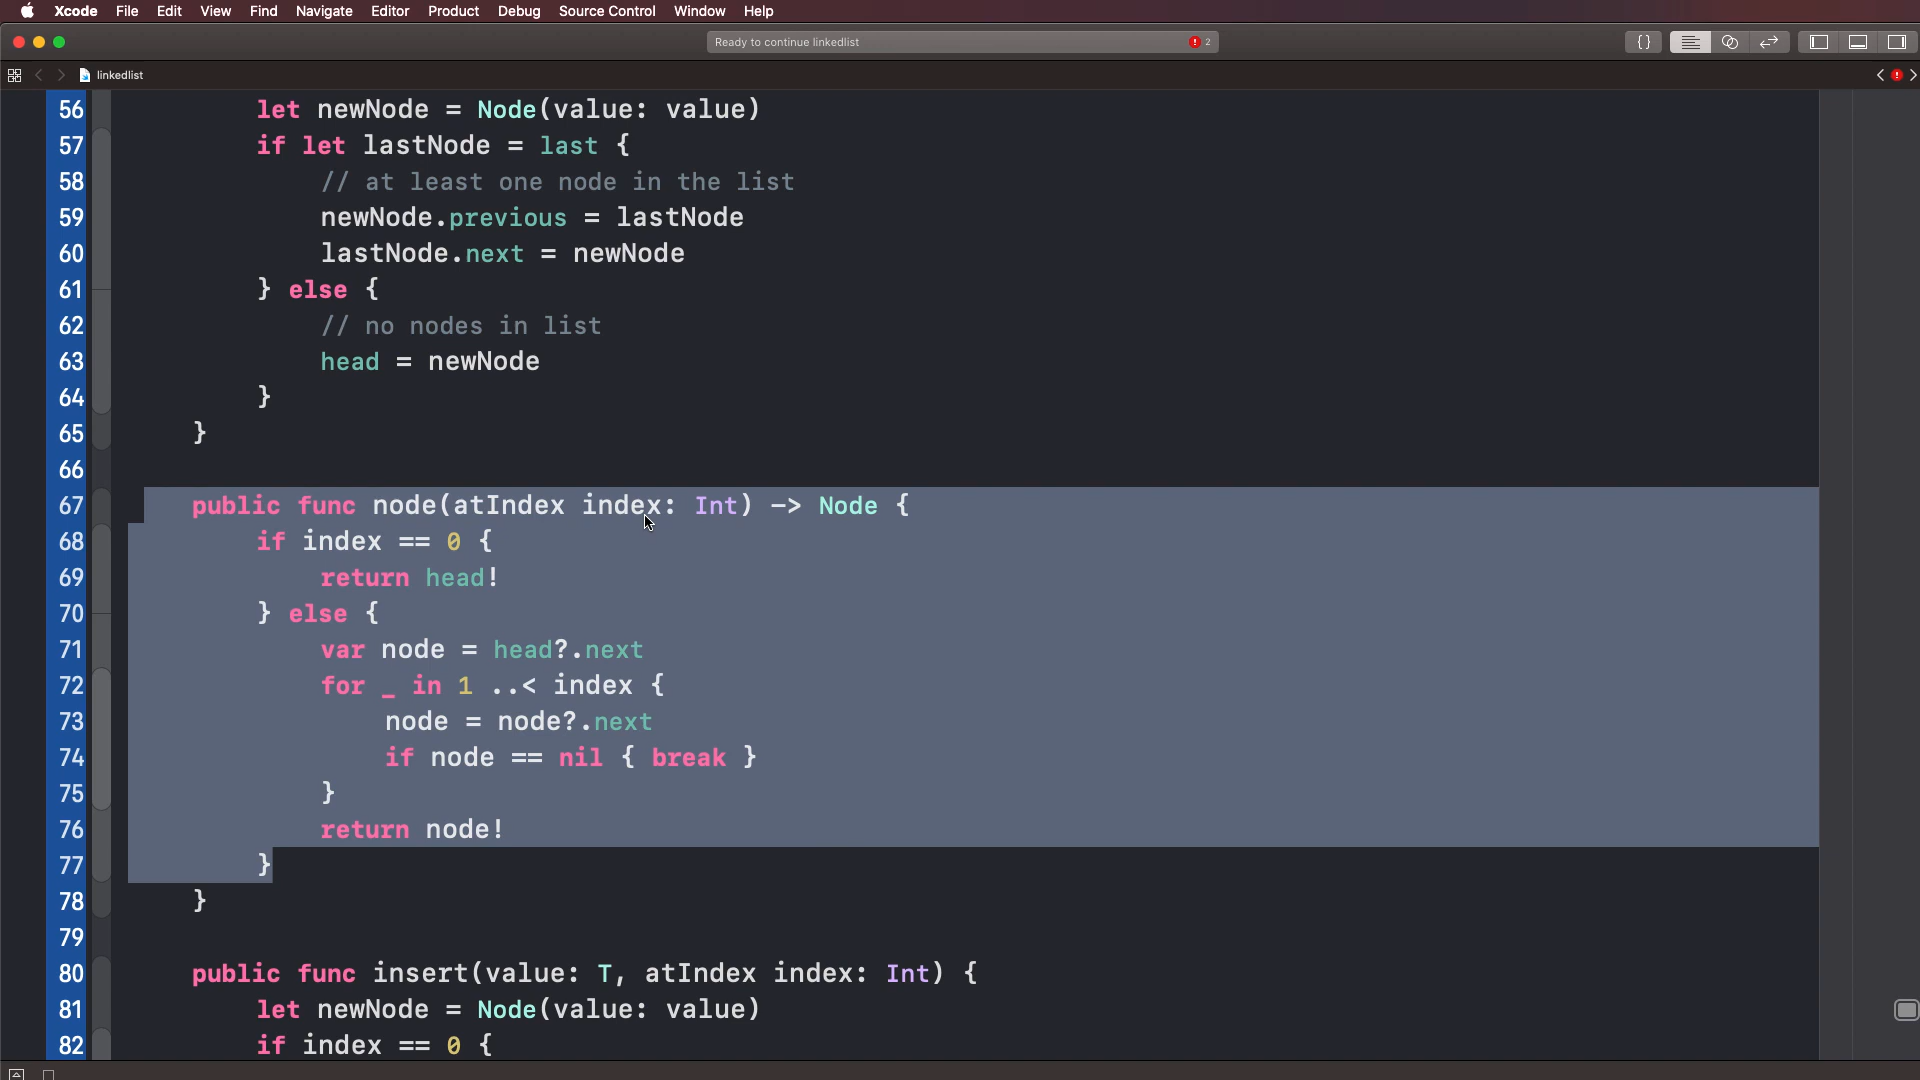 Xcode File Edit View Find Navigate Editor Product Debug Source Control Window Help
Ready to continue linkedlist 2
linkedlist
56 let newNode = Node(value: value)
57 if let lastNode = last {
58 // at least one node in the list
59 newNode.previous = lastNode
60 lastNode.next = newNode
61 } else {
62 // no nodes in list
63 head = newNode
64 }
65 }
66
67 public func node(atIndex index: Int) -> Node {
68 if index == 0 {
69 return head!
70 } else {
71 var node = head?.next
72 for _ in 1 ..< index {
73 node = node?.next
74 if node == nil { break }
75 }
76 return node!
77 }
78 }
79
80 public func insert(value: T, atIndex index: Int) {
81 let newNode = Node(value: value)
82 if index == 0 {